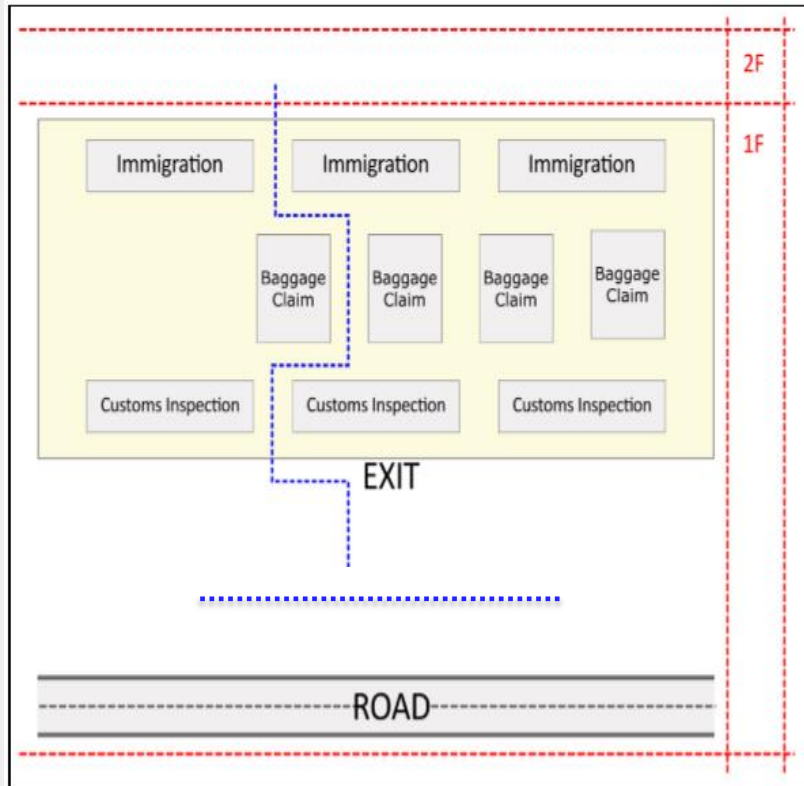 2F
1F
Immigration
Immigration
Immigration
Baggage
Claim
Baggage
Claim
Baggage
Claim
Baggage
Claim
Customs Inspection
Customs Inspection
Customs Inspection
EXIT
ROAD